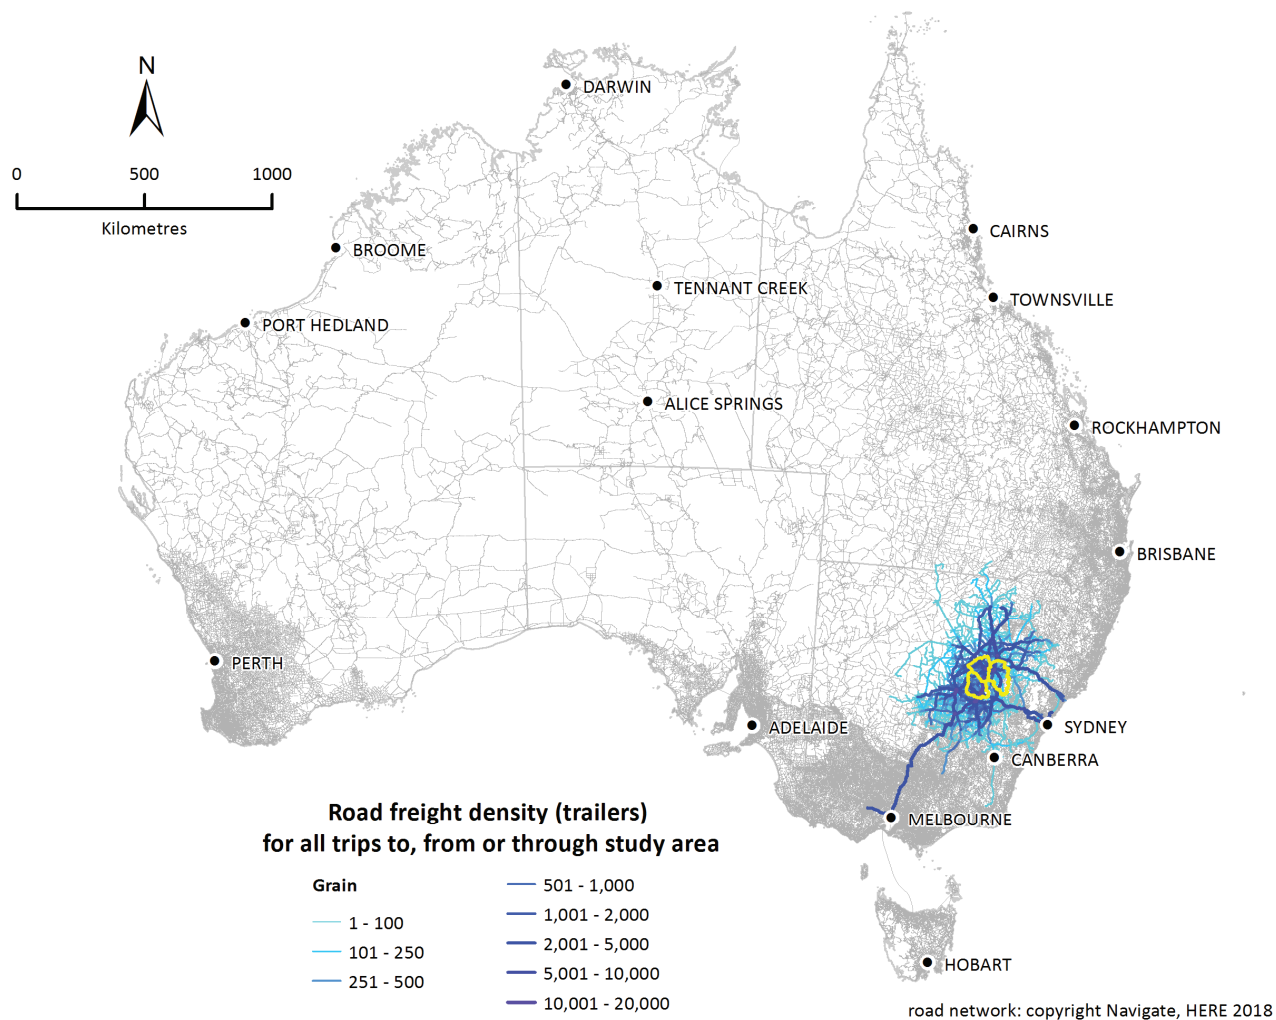 N
0 500 1000
Kilometres
DARWIN
BROOME
TENNANT CREEK
CAIRNS
TOWNSVILLE
PORT HEDLAND
ALICE SPRINGS
ROCKHAMPTON
BRISBANE
PERTH
ADELAIDE
SYDNEY
CANBERRA
MELBOURNE
HOBART
Road freight density (trailers)
for all trips to, from or through study area
Grain
1 - 100
101 - 250
251 - 500
501 - 1,000
1,001 - 2,000
2,001 - 5,000
5,001 - 10,000
10,001 - 20,000
road network: copyright Navigate, HERE 2018